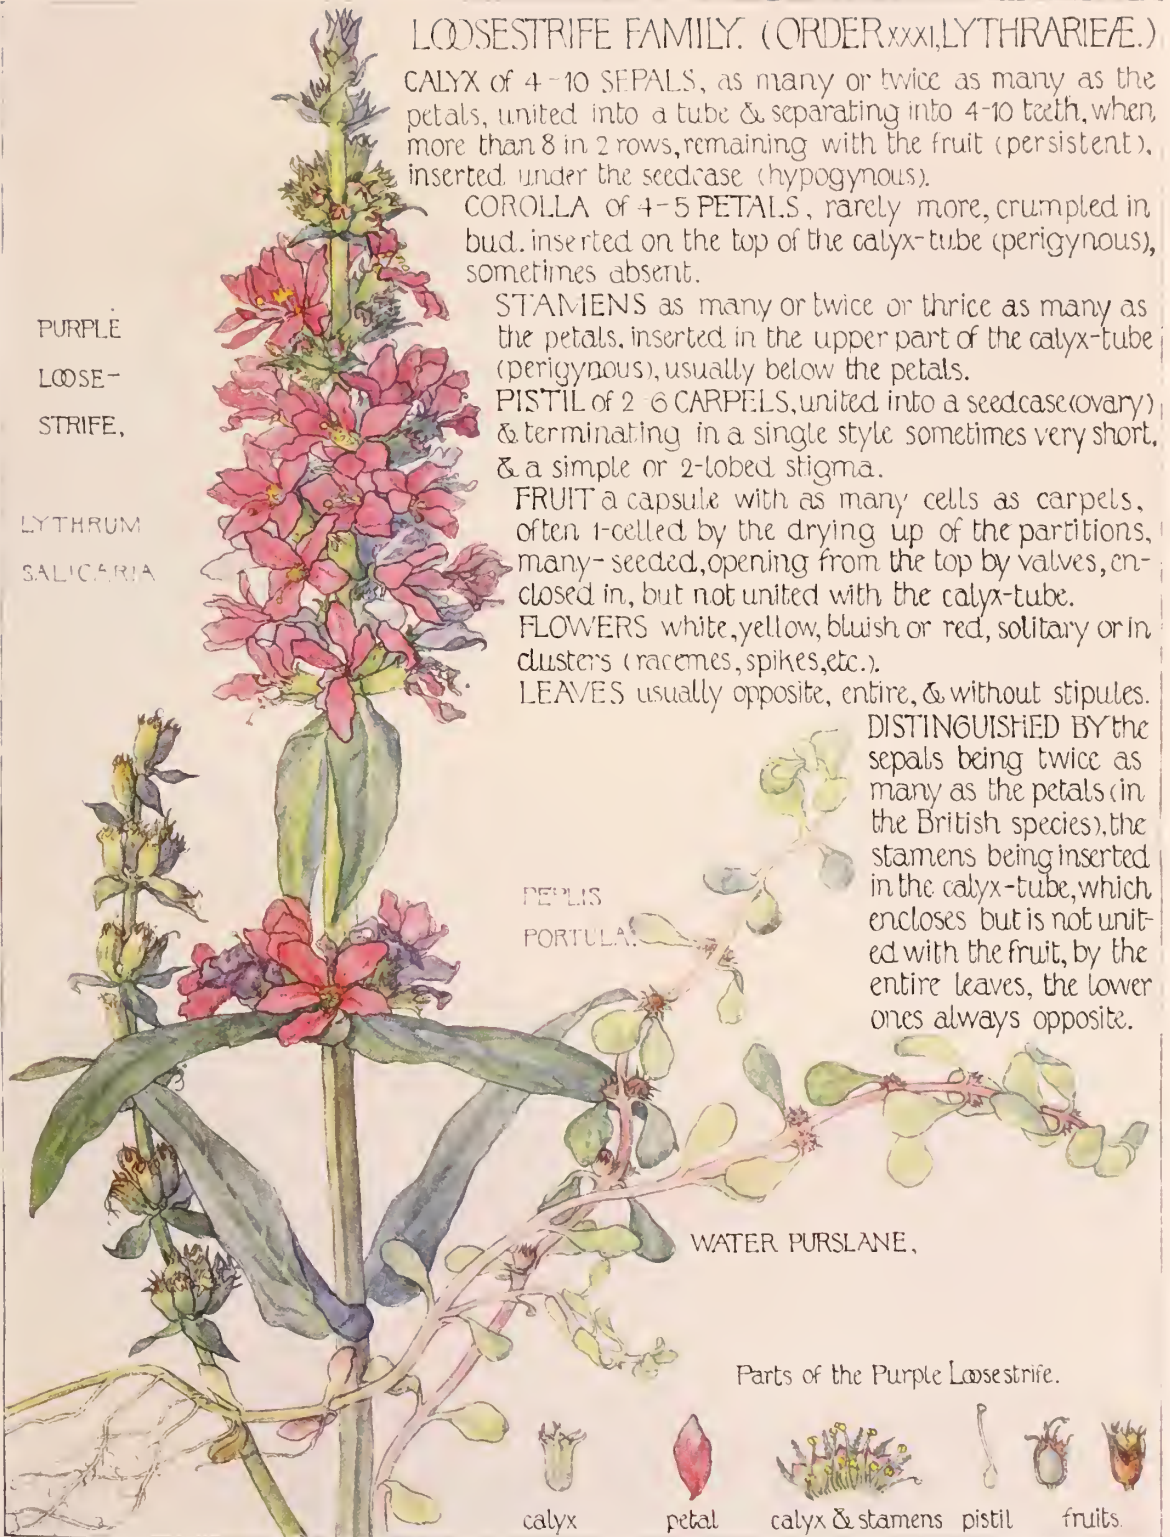 LOOSESTRIFE FAMILY. (ORDER XXXI, LYTHRARIEÆ.)
CALYX of 4-10 SEPALS, as many or twice as many as the
petals, united into a tube & separating into 4-10 teeth, when
more than 8 in 2 rows, remaining with the fruit (persistent),
inserted under the seedcase (hypogynous).
COROLLA of 4-5 PETALS, rarely more, crumpled in
bud, inserted on the top of the calyx-tube (perigynous),
sometimes absent.
STAMENS as many or twice or thrice as many as
the petals, inserted in the upper part of the calyx-tube
(perigynous), usually below the petals.
PISTIL of 2-6 CARPELS, united into a seedcase (ovary)
& terminating in a single style sometimes very short,
& a simple or 2-lobed stigma.
FRUIT a capsule with as many cells as carpels,
often 1-celled by the drying up of the partitions,
many-seeded, opening from the top by valves, en-
closed in, but not united with the calyx-tube.
FLOWERS white, yellow, bluish or red, solitary or in
clusters (racemes, spikes, etc.).
LEAVES usually opposite, entire, & without stipules.
DISTINGUISHED BY the
sepals being twice as
many as the petals (in
the British species), the
stamens being inserted
in the calyx-tube, which
encloses but is not unit-
ed with the fruit, by the
entire leaves, the lower
ones always opposite.
PURPLE
LOOSE-
STRIFE,
LYTHRUM
SALICARIA
PEPLIS
PORTULA.
WATER PURSLANE,
Parts of the Purple Loosestrife.
calyx petal calyx & stamens pistil fruits.